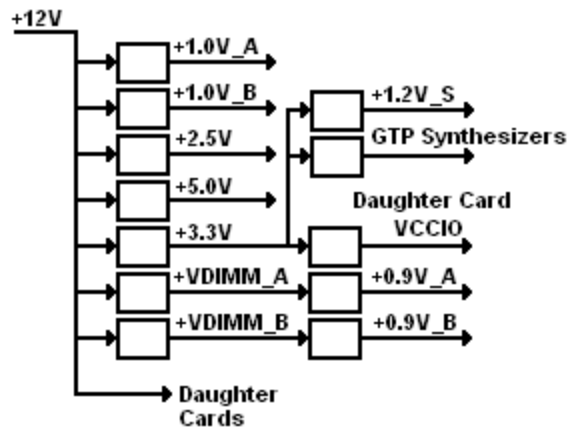 +12V
+1.0V_A
+1.0V_B
+1.2V_S
+2.5V
GTP Synthesizers
+5.0V
Daughter Card
VCCIO
+3.3V
+VDIMM_A
+0.9V_A
+VDIMM_B
+0.9V_B
Daughter
Cards